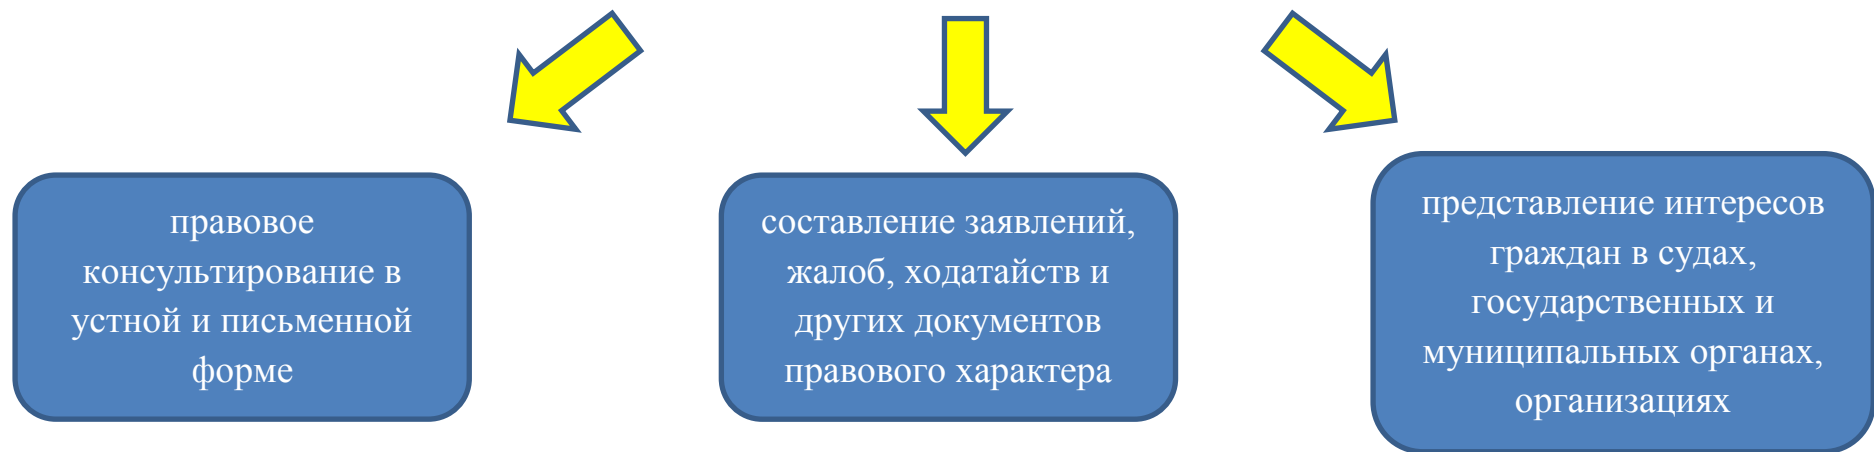 правовое
консультирование в
устной и письменной
форме
составление заявлений,
жалоб, ходатайств и
других документов
правового характера
представление интересов
граждан в судах,
государственных и
муниципальных органах,
организациях